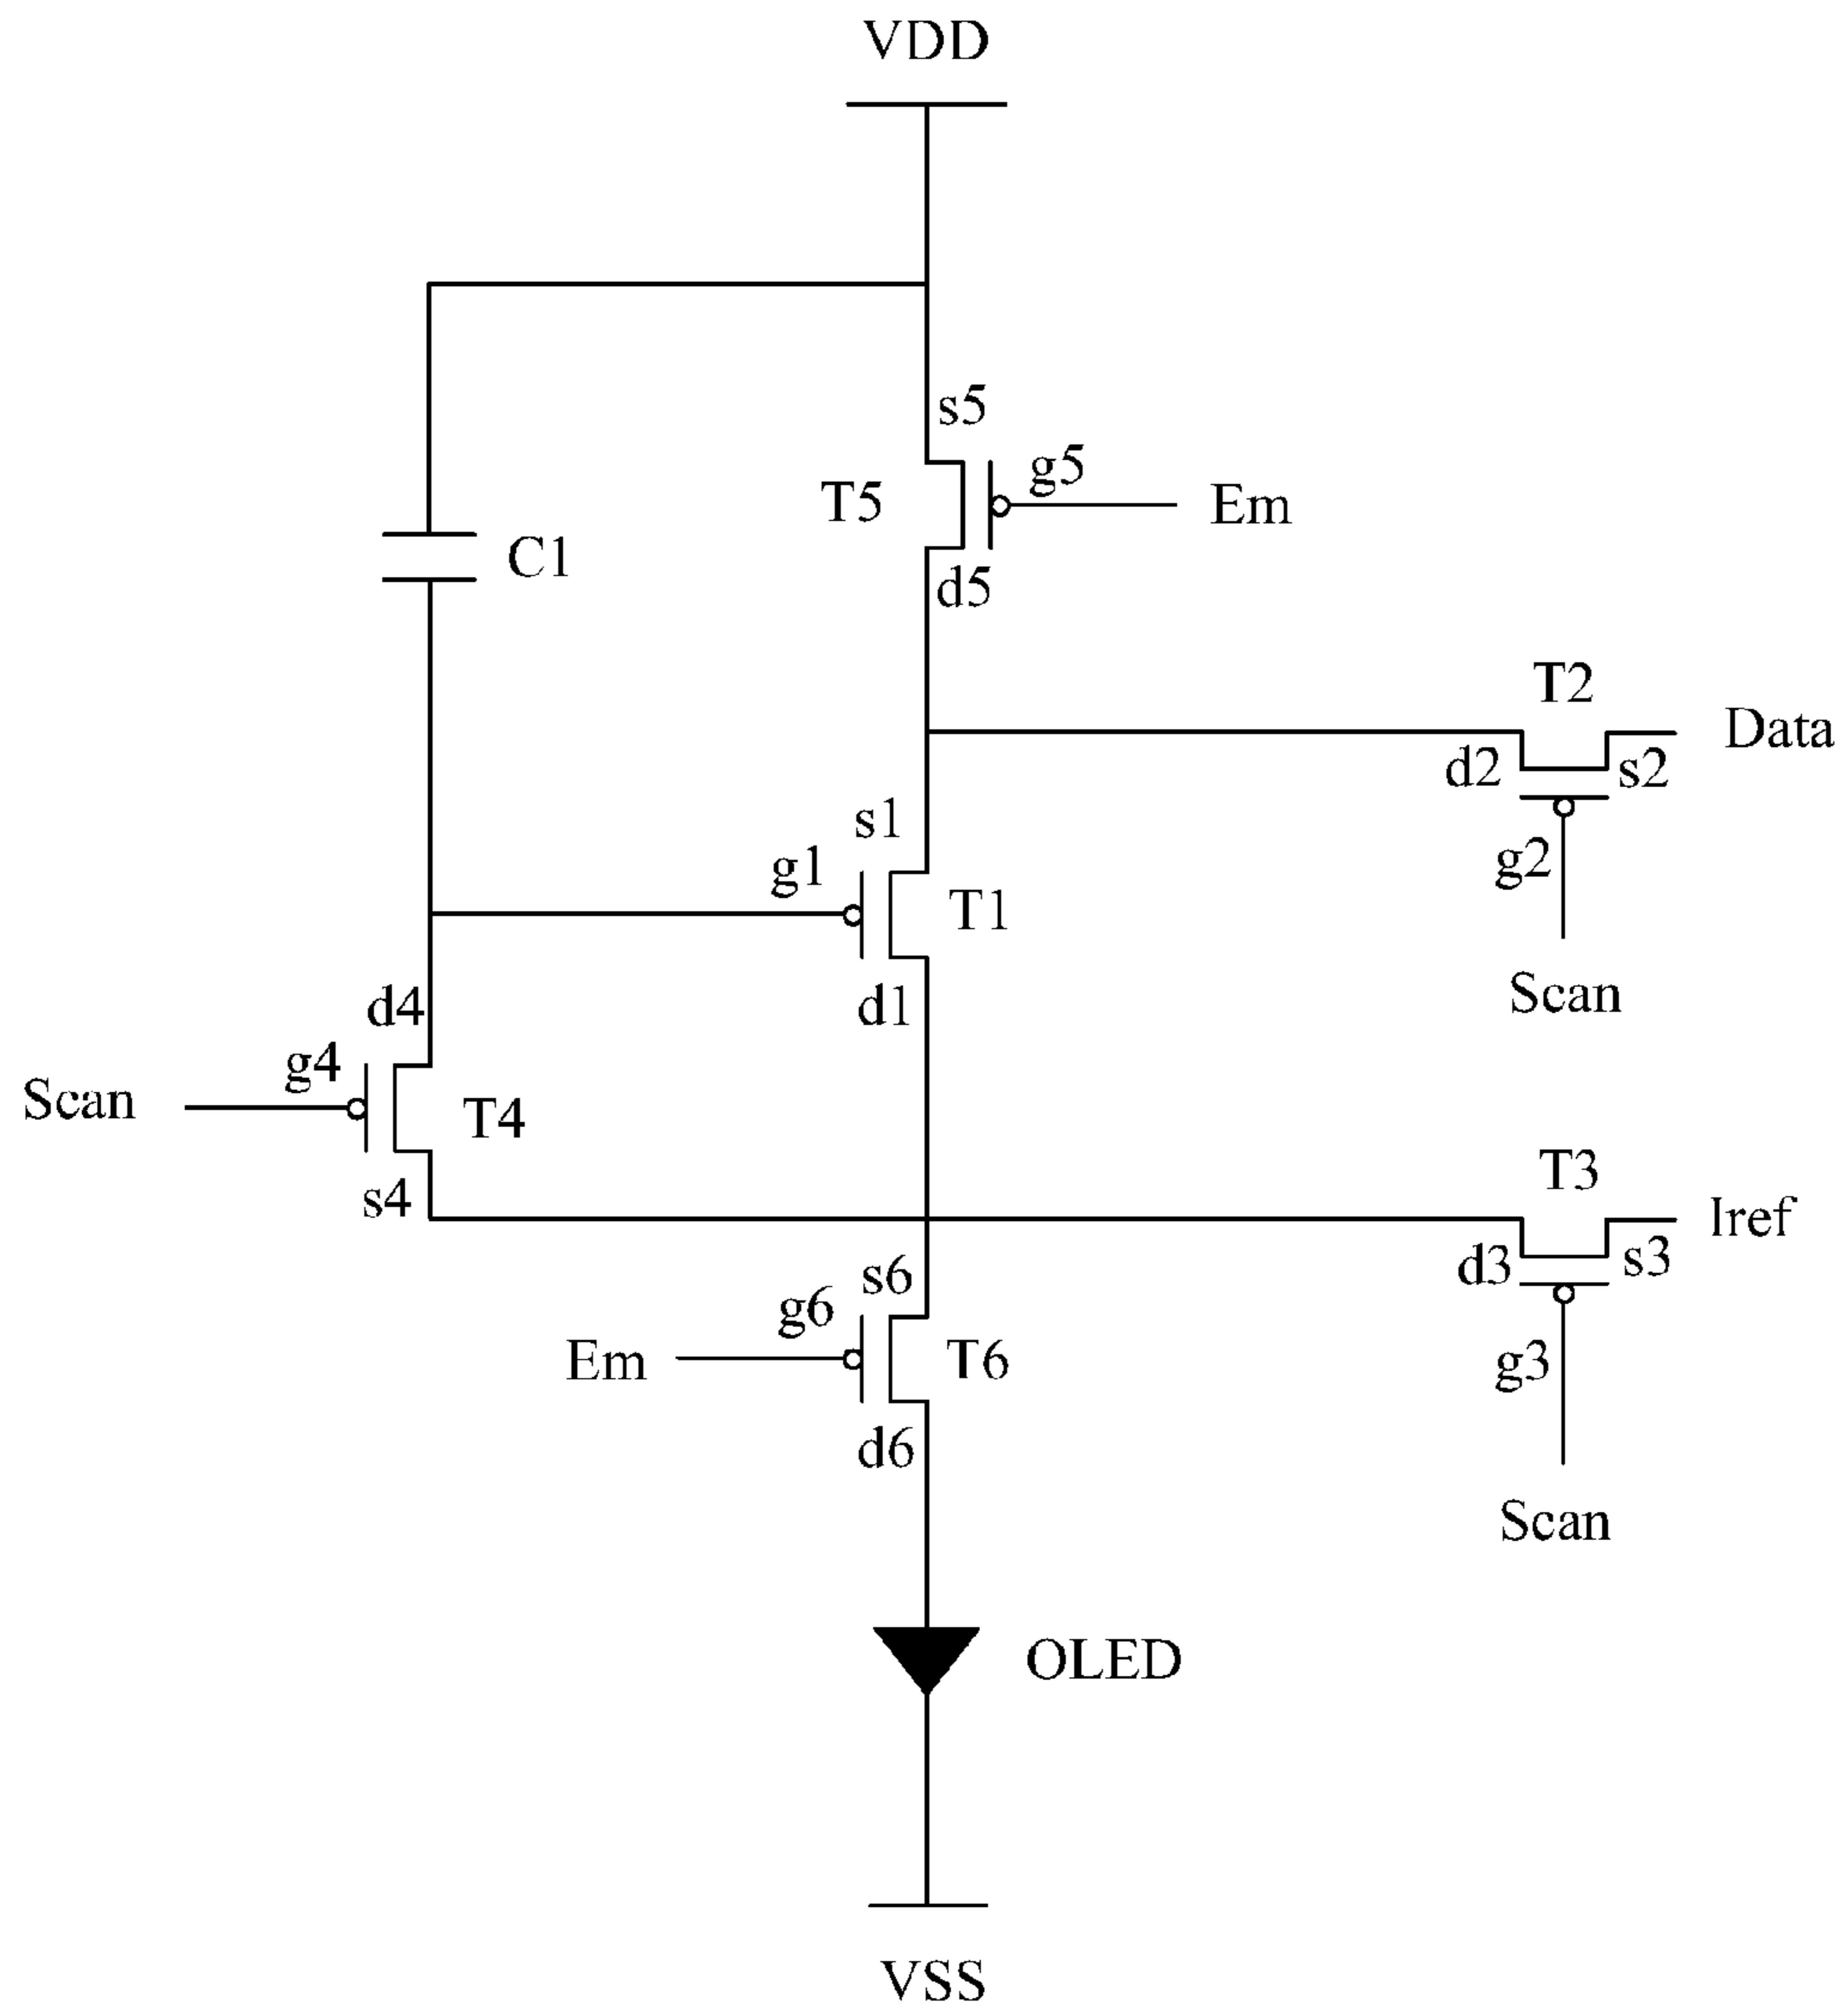 VDD
s5
g5
T5
Em
C1
d5
T2
Data
d2
s2
s1
g1
g2
T1
Scan
d1
d4
g4
Scan
T4
T3
s4
Iref
d3
s3
s6
g6
Em
T6
g3
d6
Scan
OLED
VSS